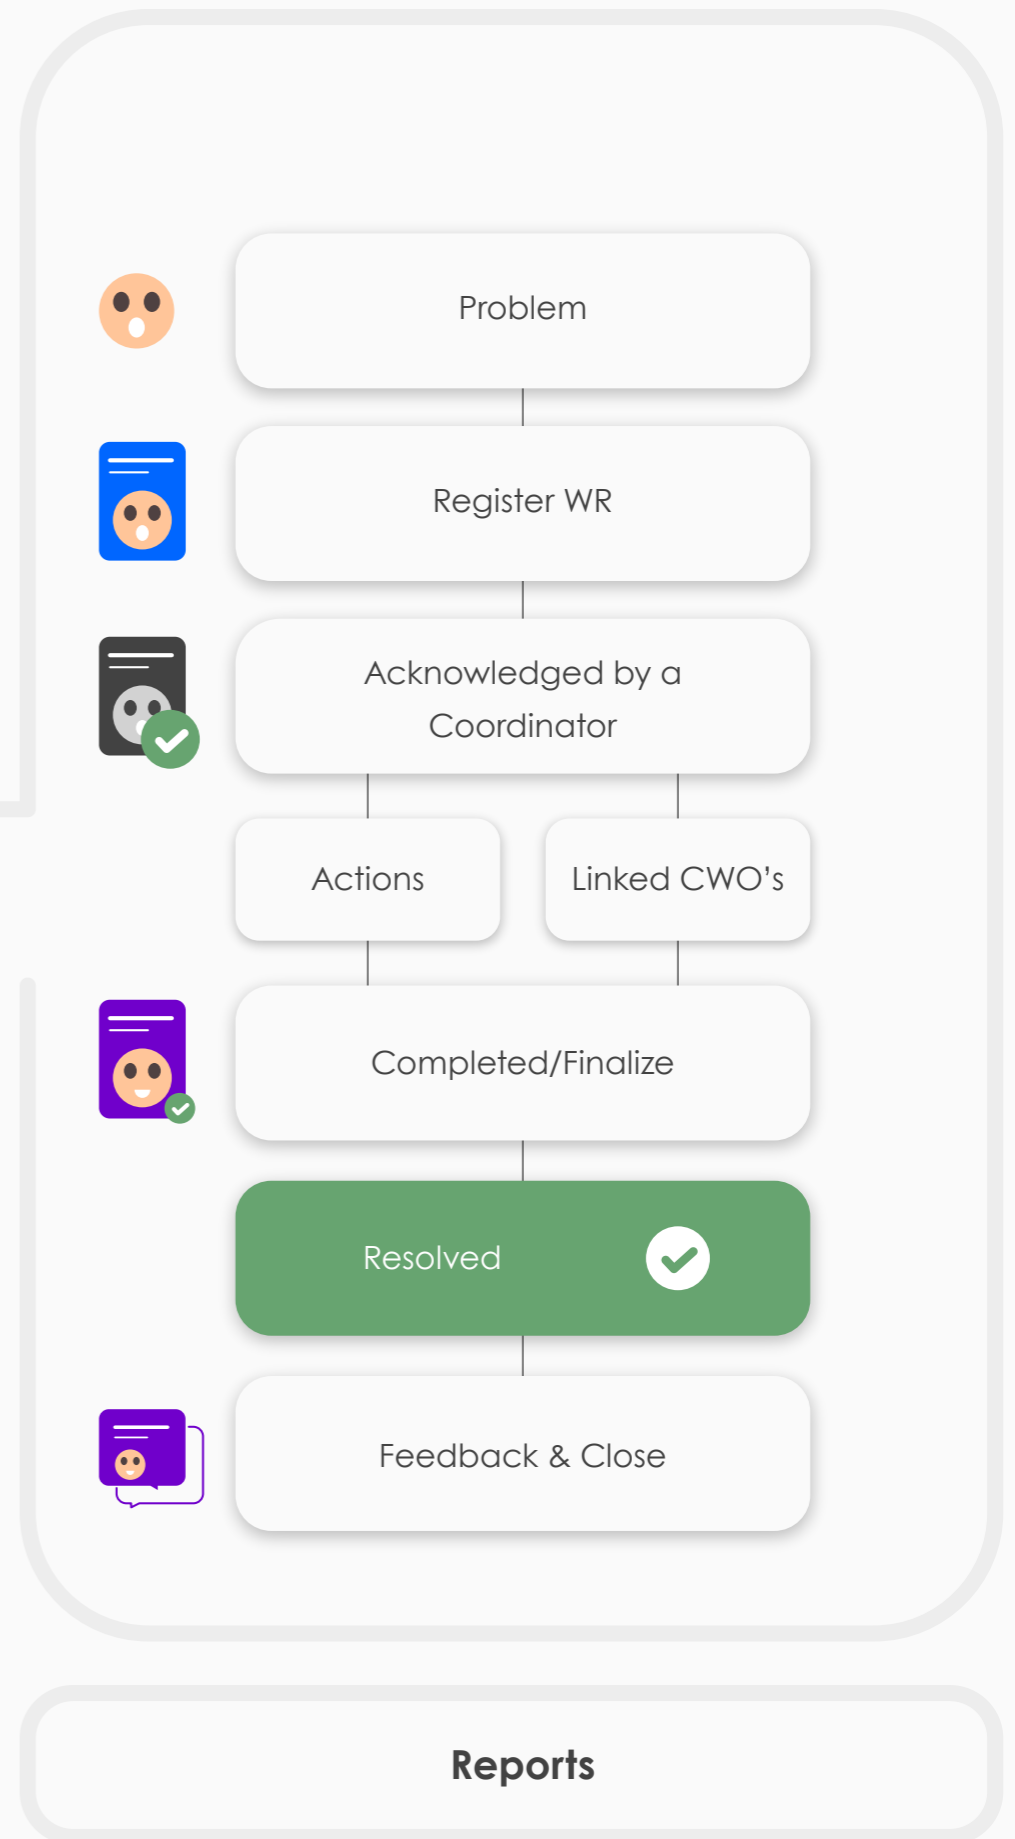 Problem
Register WR
Acknowledged by a
Coordinator
Actions
Linked CWO’s
Completed/Finalize
Resolved
Feedback & Close
Reports